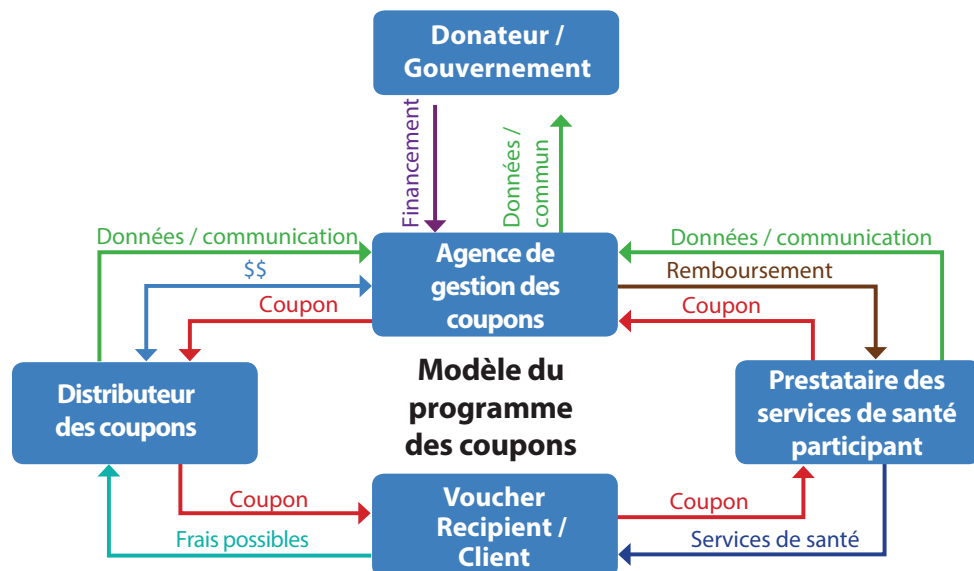 Donateur /
Gouvernement
Financement
Données /
commun
Données / communication
$$
Coupon
Agence de
gestion des
coupons
Données / communication
Remboursement
Coupon
Distributeur
des coupons
Modèle du
programme
des coupons
Prestataire des
services de santé
participant
Coupon
Frais possibles
Voucher
Recipient /
Client
Coupon
Services de santé